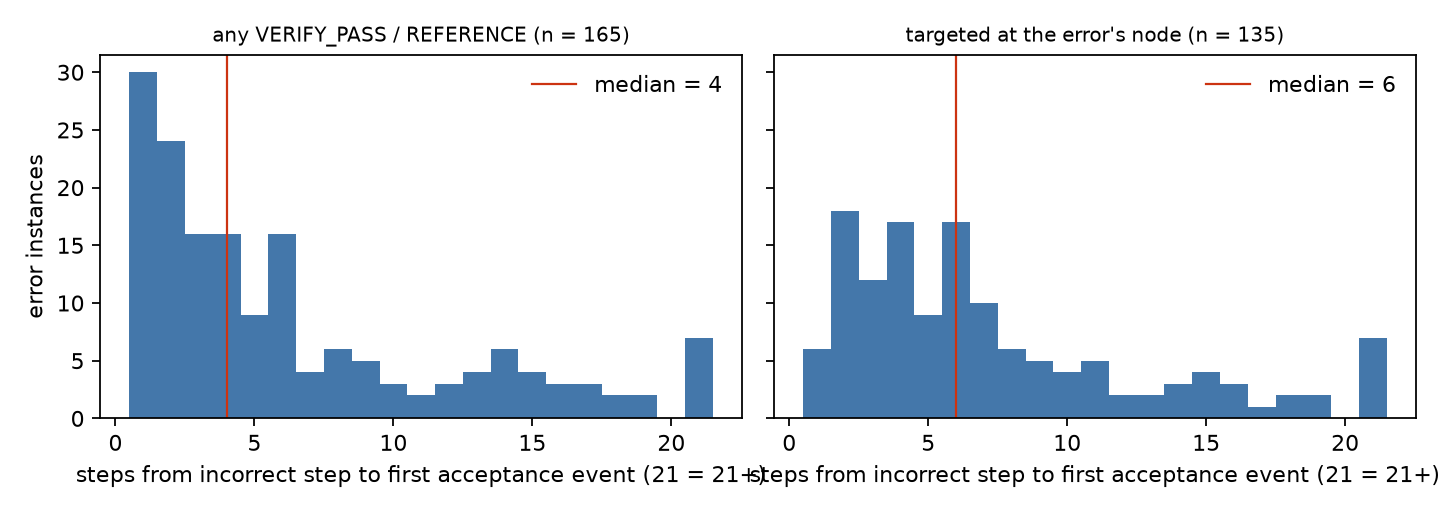 any VERIFY_PASS / REFERENCE (n = 165)
median = 4
error instances
30
25
20
15
10
5
0
0 5 10 15 20
steps from incorrect step to first acceptance event (21 = 21+)
targeted at the error's node (n = 135)
median = 6
0 5 10 15 20
steps from incorrect step to first acceptance event (21 = 21+)